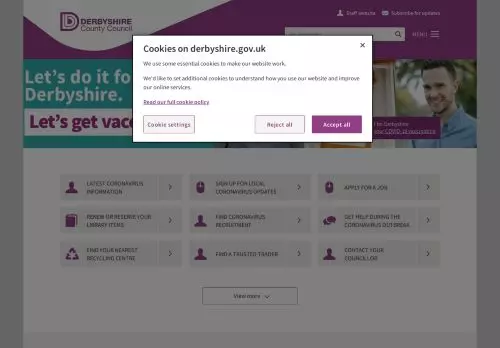 DERBYSHIRE
County Council
Staff website
Subscribe for updates
MENU
Cookies on derbyshire.gov.uk
We use some essential cookies to make our website work.
We'd like to set additional cookies to understand how you use our website and improve
our online services.
Read our full cookie policy
Cookie settings
Reject all
Accept all
Let's do it fo
Derbyshire.
Let's get vacc
for Derbyshire
your COVID-19 vaccination
LATEST CORONAVIRUS
INFORMATION
SIGN UP FOR LOCAL
CORONAVIRUS UPDATES
APPLY FOR A JOB
RENEW OR RESERVE YOUR
LIBRARY ITEMS
FIND CORONAVIRUS
RECRUITMENT
GET HELP DURING THE
CORONAVIRUS OUTBREAK
FIND YOUR NEAREST
RECYCLING CENTRE
FIND A TRUSTED TRADER
CONTACT YOUR
COUNCILLOR
View more